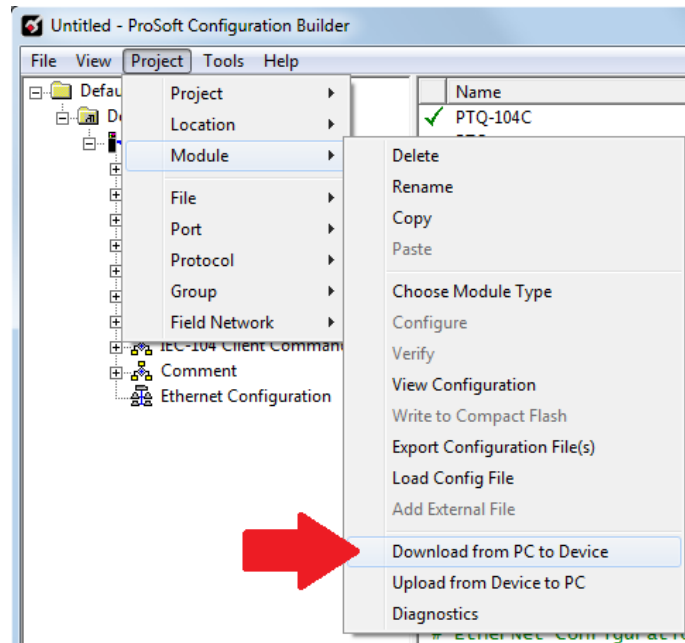 Untitled - ProSoft Configuration Builder
File View Project Tools Help
Defau
Project
Location
Module
File
Port
Protocol
Group
Field Network
IEC-104 Client Comman
Comment
Ethernet Configuration
Name
PTQ-104C
Delete
Rename
Copy
Paste
Choose Module Type
Configure
Verify
View Configuration
Write to Compact Flash
Export Configuration File(s)
Load Config File
Add External File
Download from PC to Device
Upload from Device to PC
Diagnostics